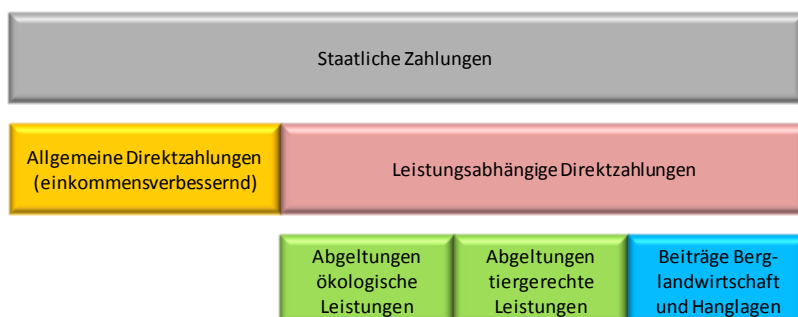 Staatliche Zahlungen
Allgemeine Direktzahlungen
(einkommensverbessernd)
Leistungsabhängige Direktzahlungen
Abgeltungen
ökologische
Leistungen
Abgeltungen
tiergerechte
Leistungen
Beiträge Berg-
landwirtschaft
und Hanglagen